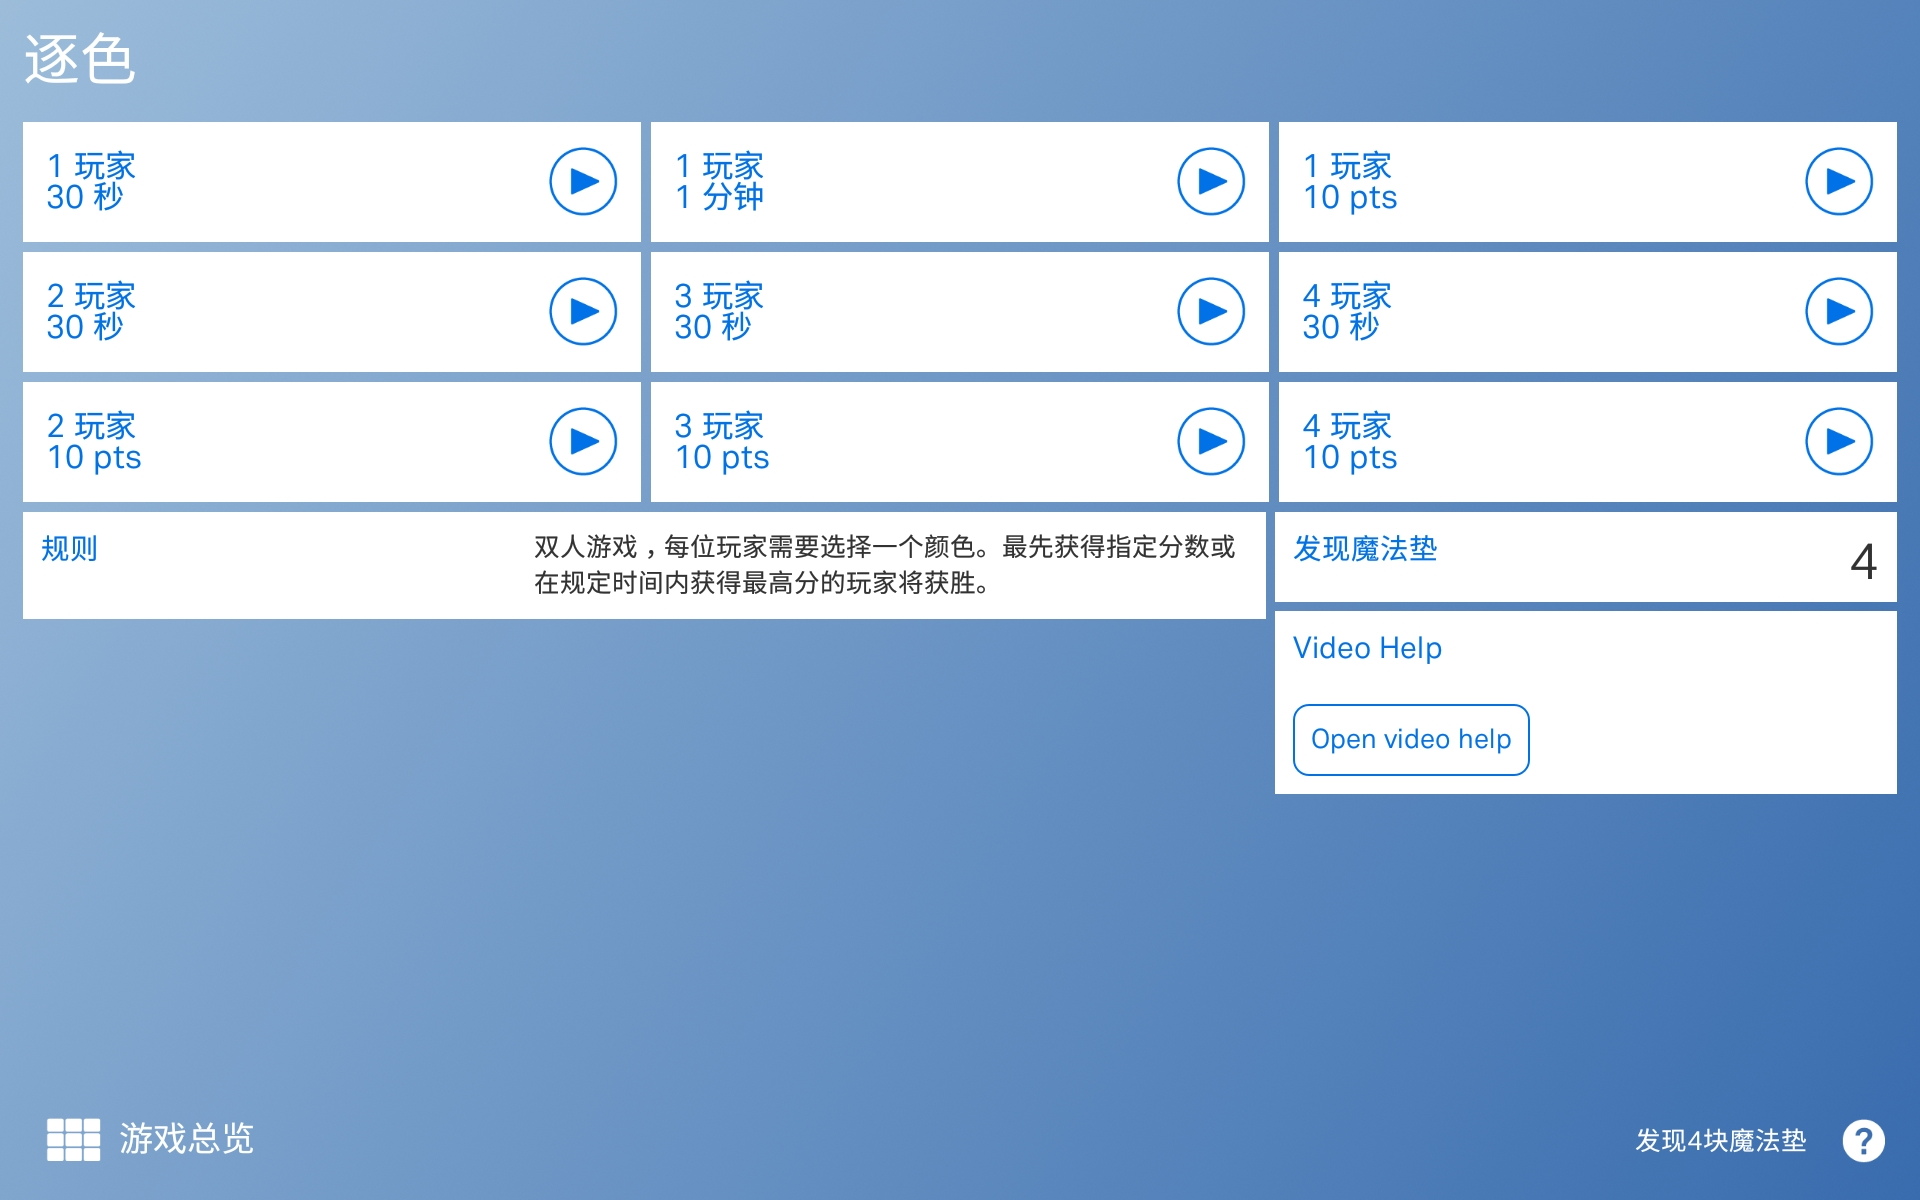 逐色
1 玩家
30 秒
1 玩家
1 分钟
1 玩家
10 pts
2 玩家
30 秒
3 玩家
30 秒
4 玩家
30 秒
2 玩家
10 pts
3 玩家
10 pts
4 玩家
10 pts
规则
双人游戏，每位玩家需要选择一个颜色。最先获得指定分数或
在规定时间内获得最高分的玩家将获胜。
发现魔法垫
4
Video Help
Open video help
游戏总览
发现4块魔法垫
?